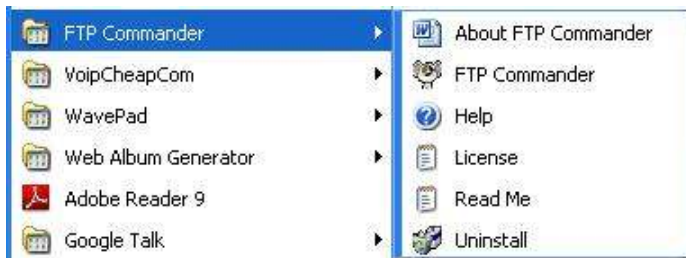 FTP Commander
VoipCheapCom
WavePad
Web Album Generator
Adobe Reader 9
Google Talk
About FTP Commander
FTP Commander
Help
License
Read Me
Uninstall